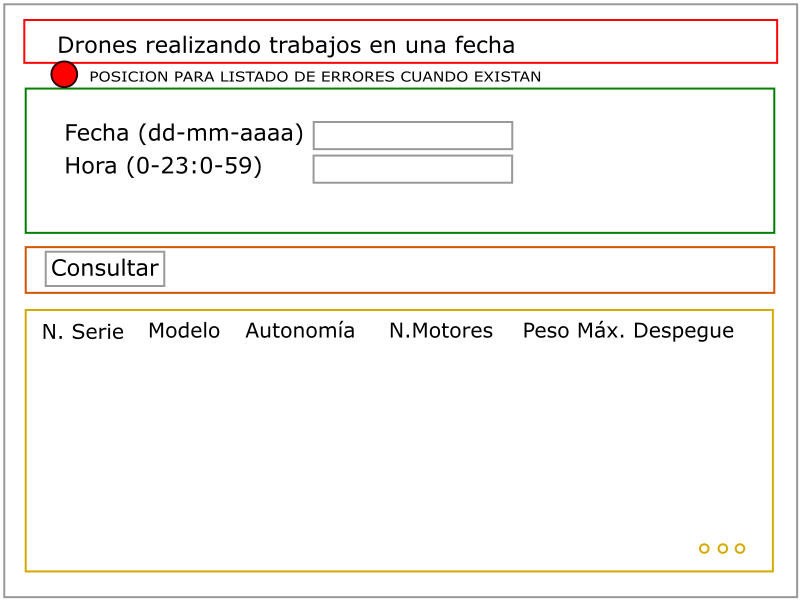 Drones realizando trabajos en una fecha
POSICION PARA LISTADO DE ERRORES CUANDO EXISTAN
Fecha (dd-mm-aaaa)
Hora (0-23:0-59)
Consultar
N. Serie Modelo Autonomía N.Motores Peso Máx. Despegue